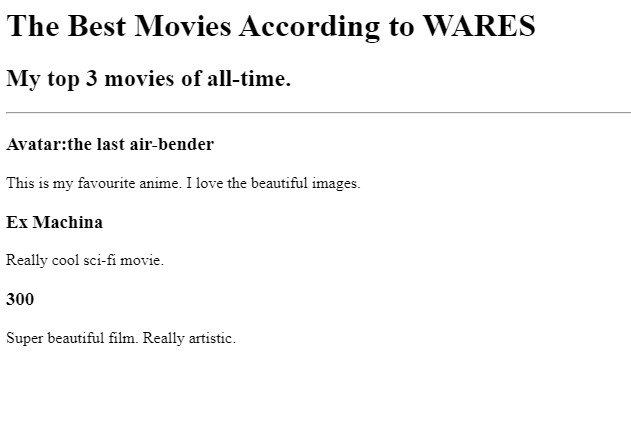 The Best Movies According to WARES
My top 3 movies of all-time.
Avatar:the last air-bender
This is my favourite anime. I love the beautiful images.
Ex Machina
Really cool sci-fi movie.
300
Super beautiful film. Really artistic.